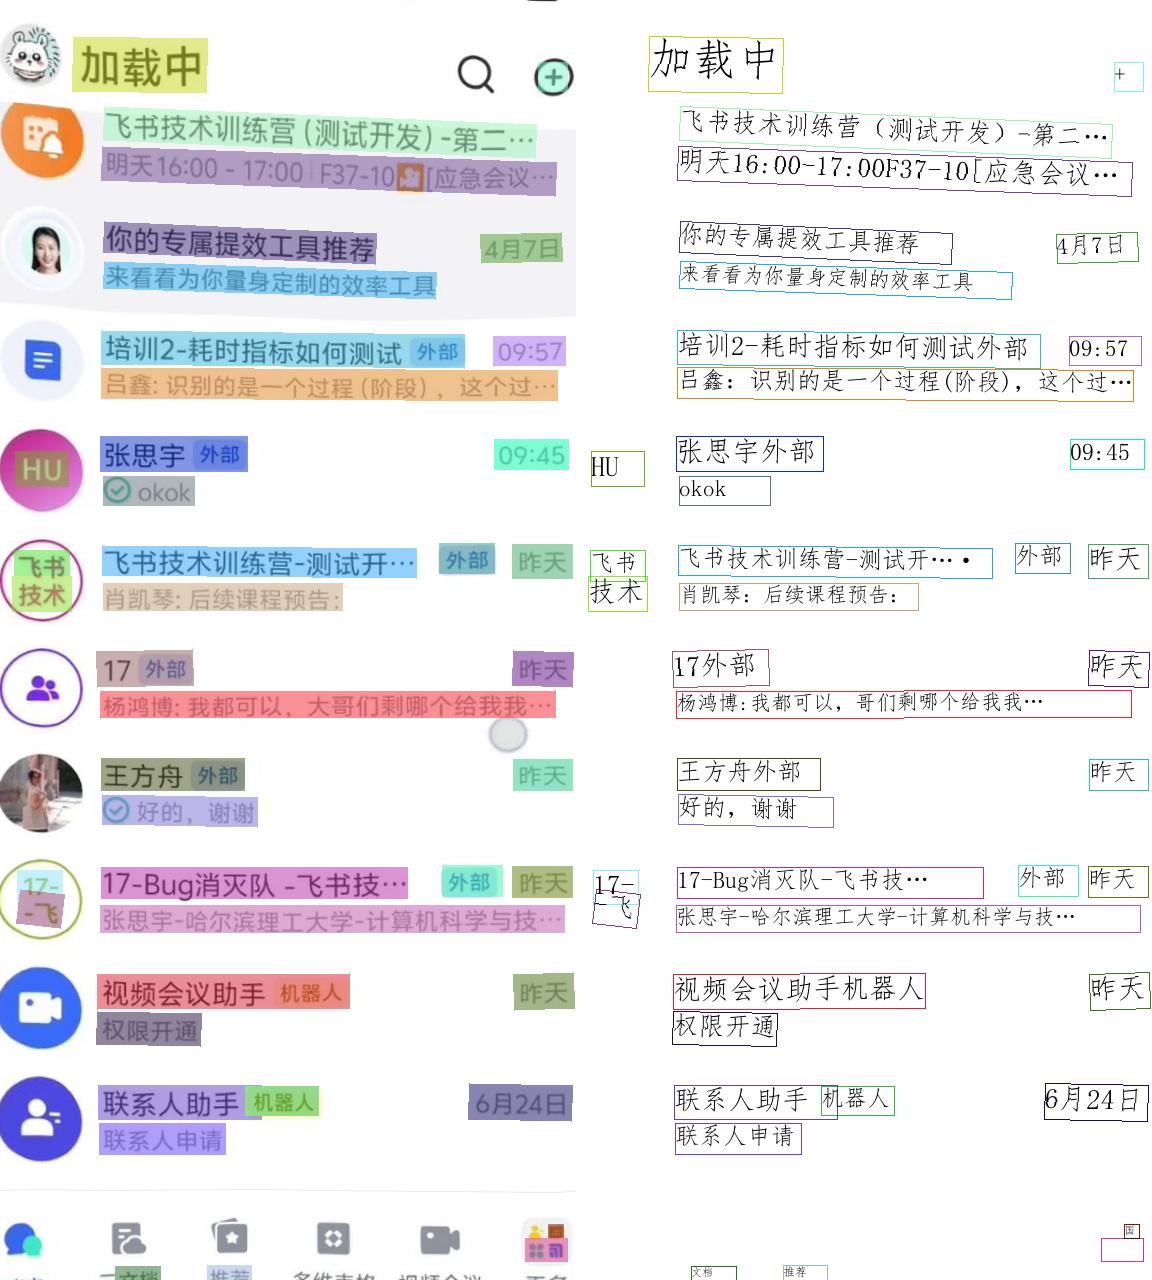 加载中
加载中
+
飞书技术训练营(测试开发)-第二…
飞书技术训练营（测试开发）-第二…
明天16:00 - 17:00 | F37-10 [应急会议…
明天16:00-17:00F37-10[应急会议…
你的专属提效工具推荐 4月7日
你的专属提效工具推荐 4月7日
来看看为你量身定制的效率工具
来看看为你量身定制的效率工具
培训2-耗时指标如何测试 外部 09:57
培训2-耗时指标如何测试外部 09:57
吕鑫: 识别的是一个过程 (阶段) ，这个过…
吕鑫：识别的是一个过程(阶段)，这个过…
HU 张思宇 外部 09:45
HU 张思宇外部 09:45
okok
okok
飞书技术 飞书技术训练营-测试开… 外部 昨天
飞书 飞书技术训练营-测试开…• 外部 昨天
肖凯琴: 后续课程预告:
技术 肖凯琴：后续课程预告：
17 外部 昨天
17外部 昨天
杨鸿博: 我都可以，大哥们剩哪个给我我…
杨鸿博:我都可以，哥们剩哪个给我我…
王方舟 外部 昨天
王方舟外部 昨天
好的，谢谢
好的，谢谢
17--飞 17-Bug消灭队 -飞书技… 外部 昨天
17- 17-Bug消灭队-飞书技… 外部 昨天
张思宇-哈尔滨理工大学-计算机科学与技…
-飞 张思宇-哈尔滨理工大学-计算机科学与技…
视频会议助手 机器人 昨天
视频会议助手机器人 昨天
权限开通
权限开通
联系人助手 机器人 6月24日
联系人助手 机器人 6月24日
联系人申请
联系人申请
国
文档 推荐
文档 推荐